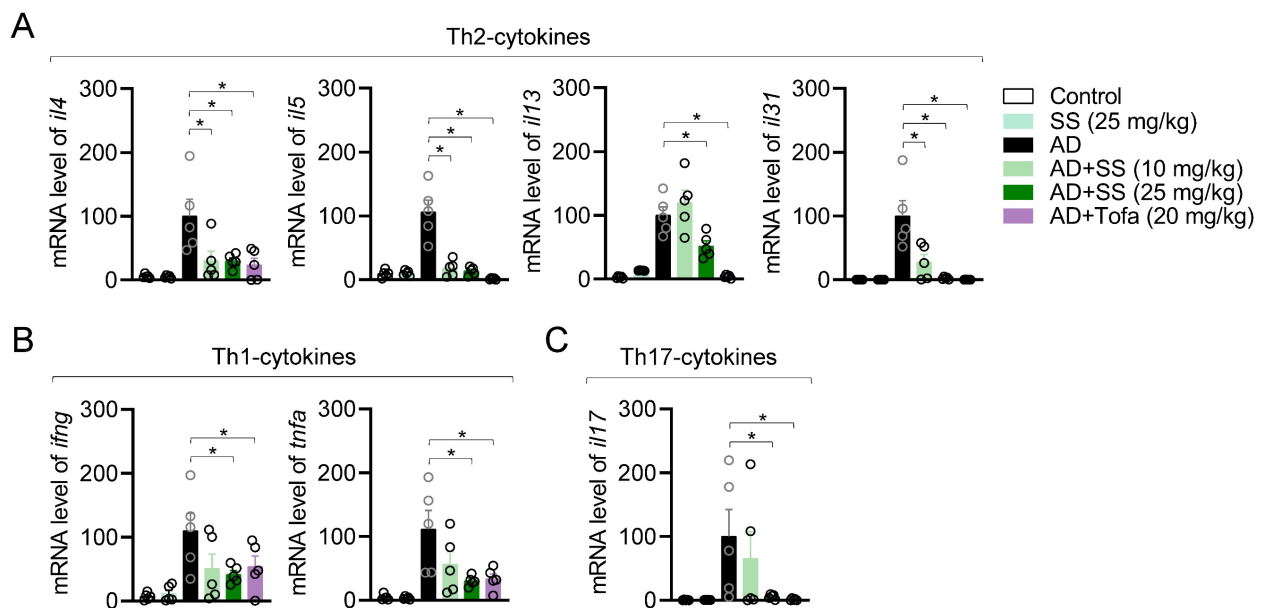 A
Th2-cytokines
mRNA level of il4
300
200
100
0
*
*
*
mRNA level of il5
300
200
100
0
*
*
*
mRNA level of il13
300
200
100
0
*
*
mRNA level of il31
300
200
100
0
*
*
*
Control
SS (25 mg/kg)
AD
AD+SS (10 mg/kg)
AD+SS (25 mg/kg)
AD+Tofa (20 mg/kg)
B
Th1-cytokines
mRNA level of ifng
300
200
100
0
*
*
mRNA level of tnfa
300
200
100
0
*
*
C
Th17-cytokines
mRNA level of il17
300
200
100
0
*
*